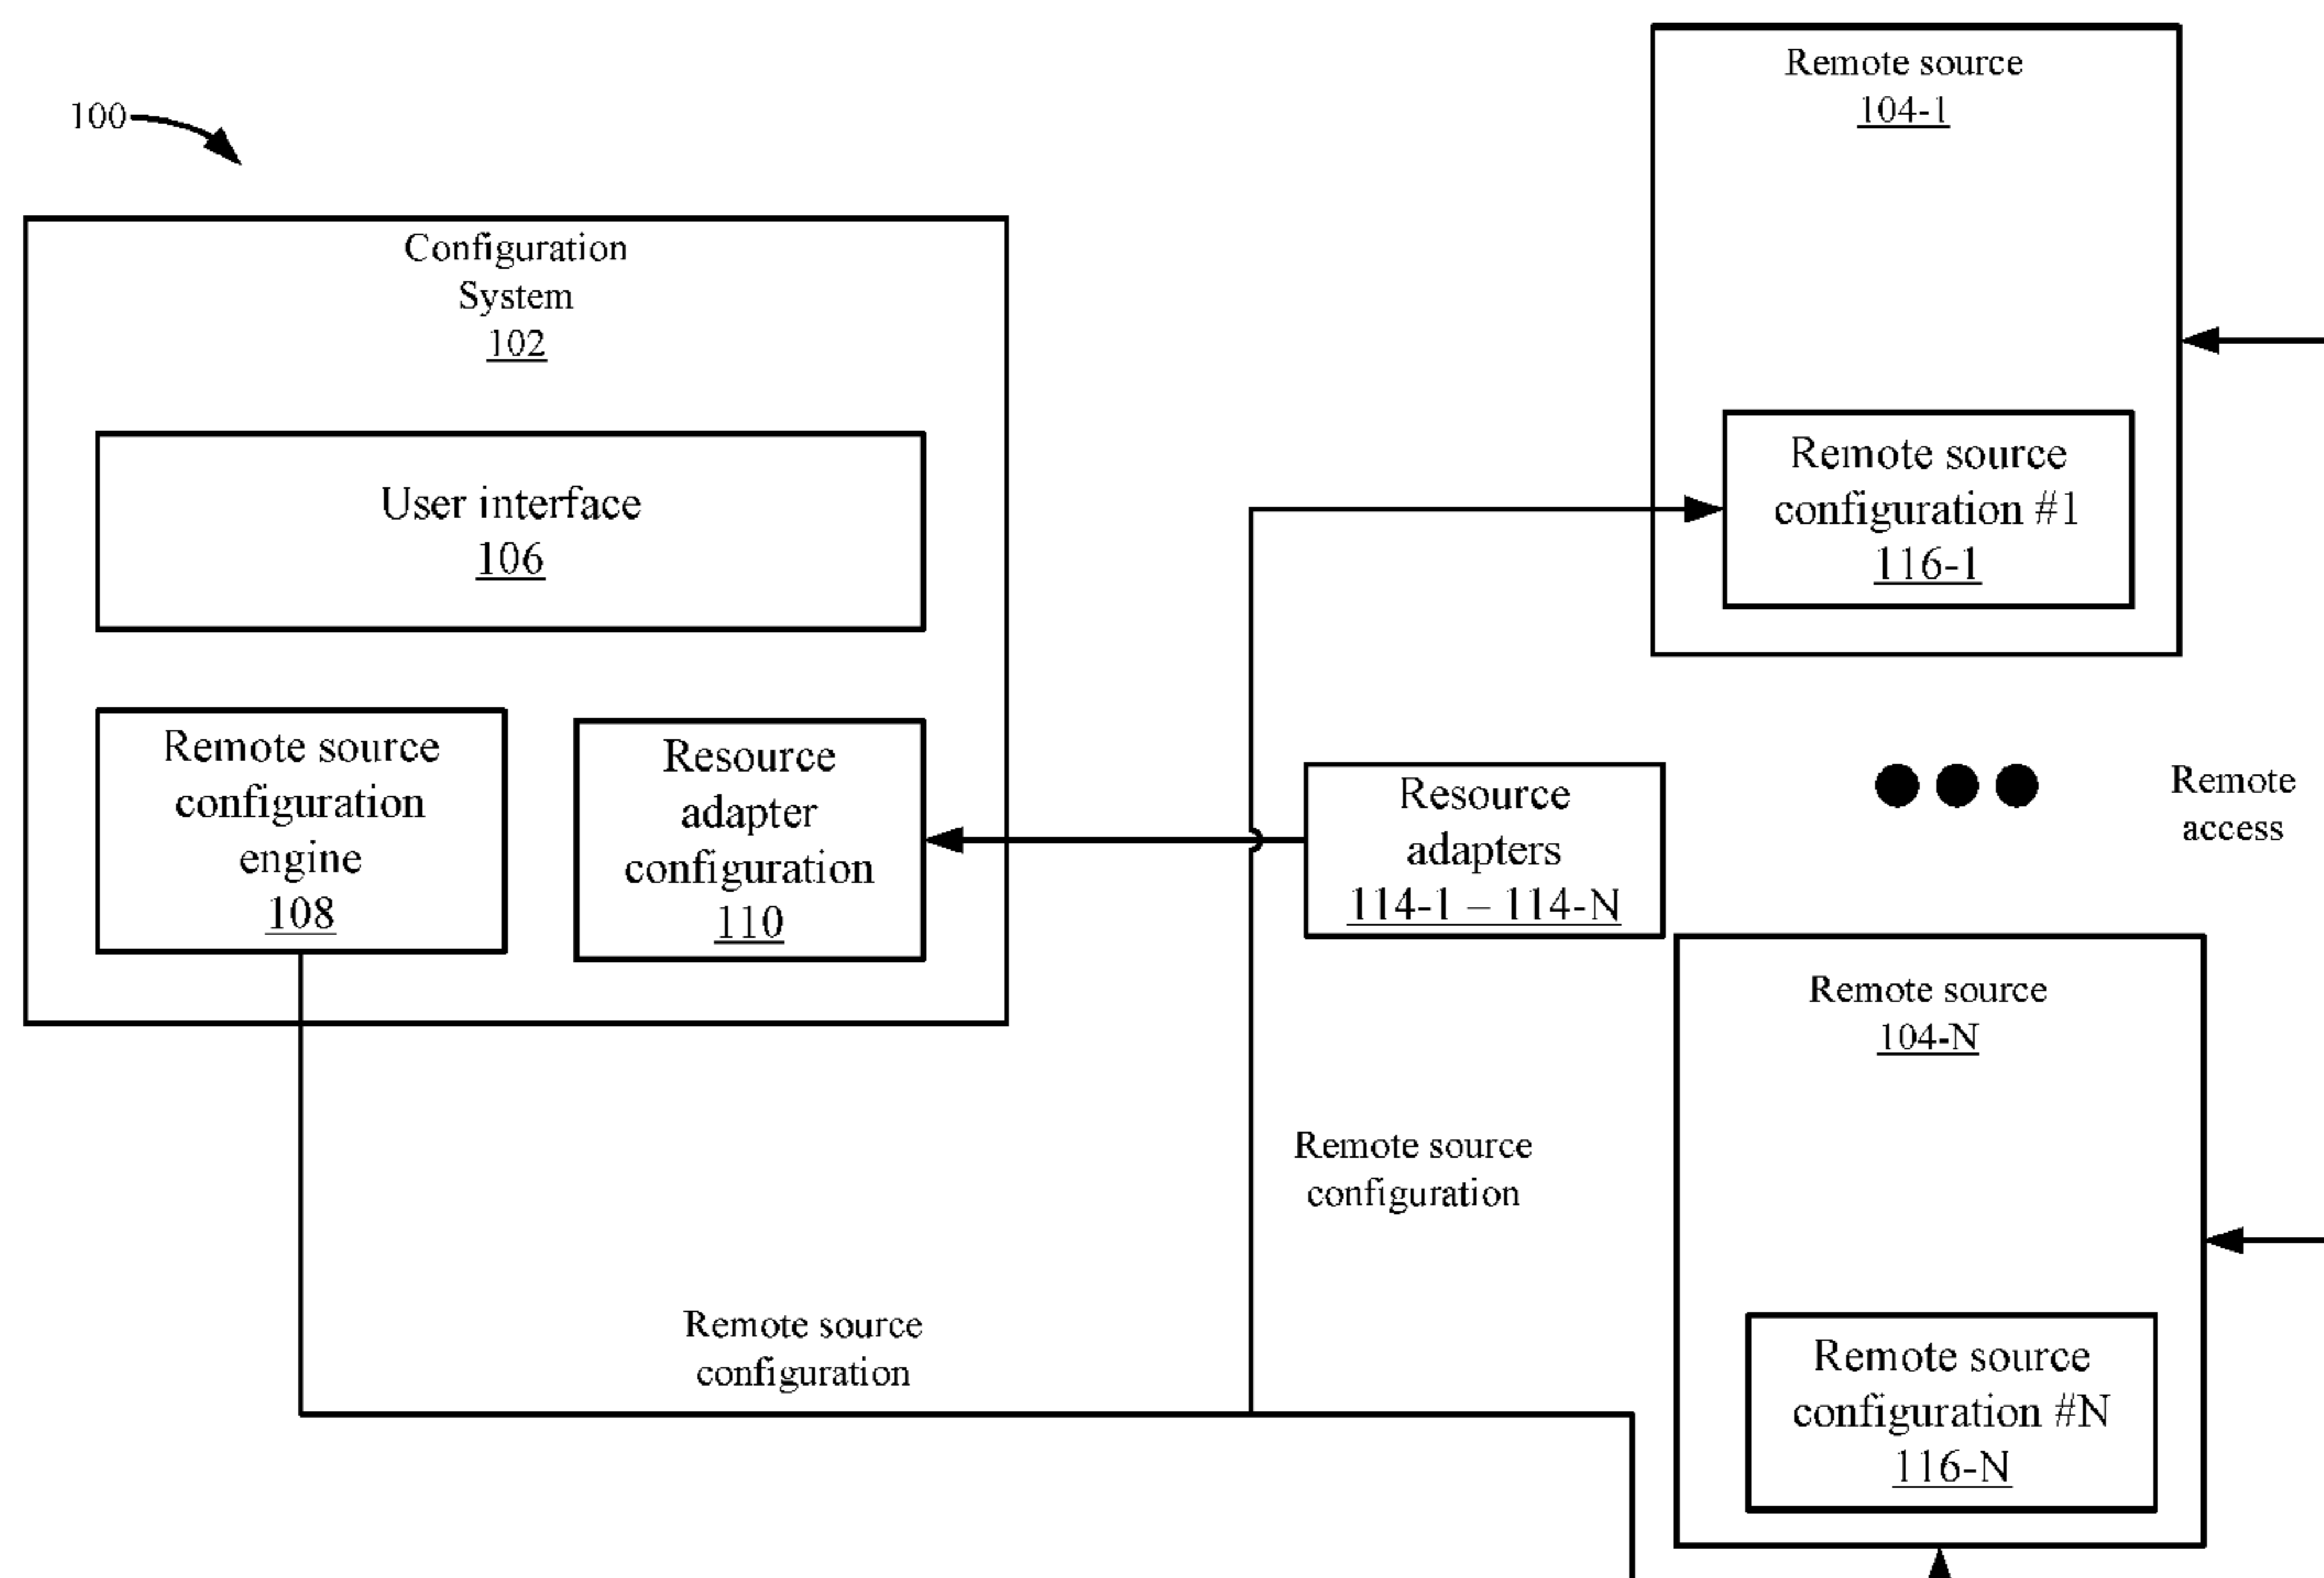 100
Configuration
System
102
User interface
106
Remote source
configuration
engine
108
Resource
adapter
configuration
110
Remote source
104-1
Remote source
configuration #1
116-1
Resource
adapters
114-1 – 114-N
Remote
access
Remote source
104-N
Remote source
configuration
Remote source
configuration
Remote source
configuration #N
116-N